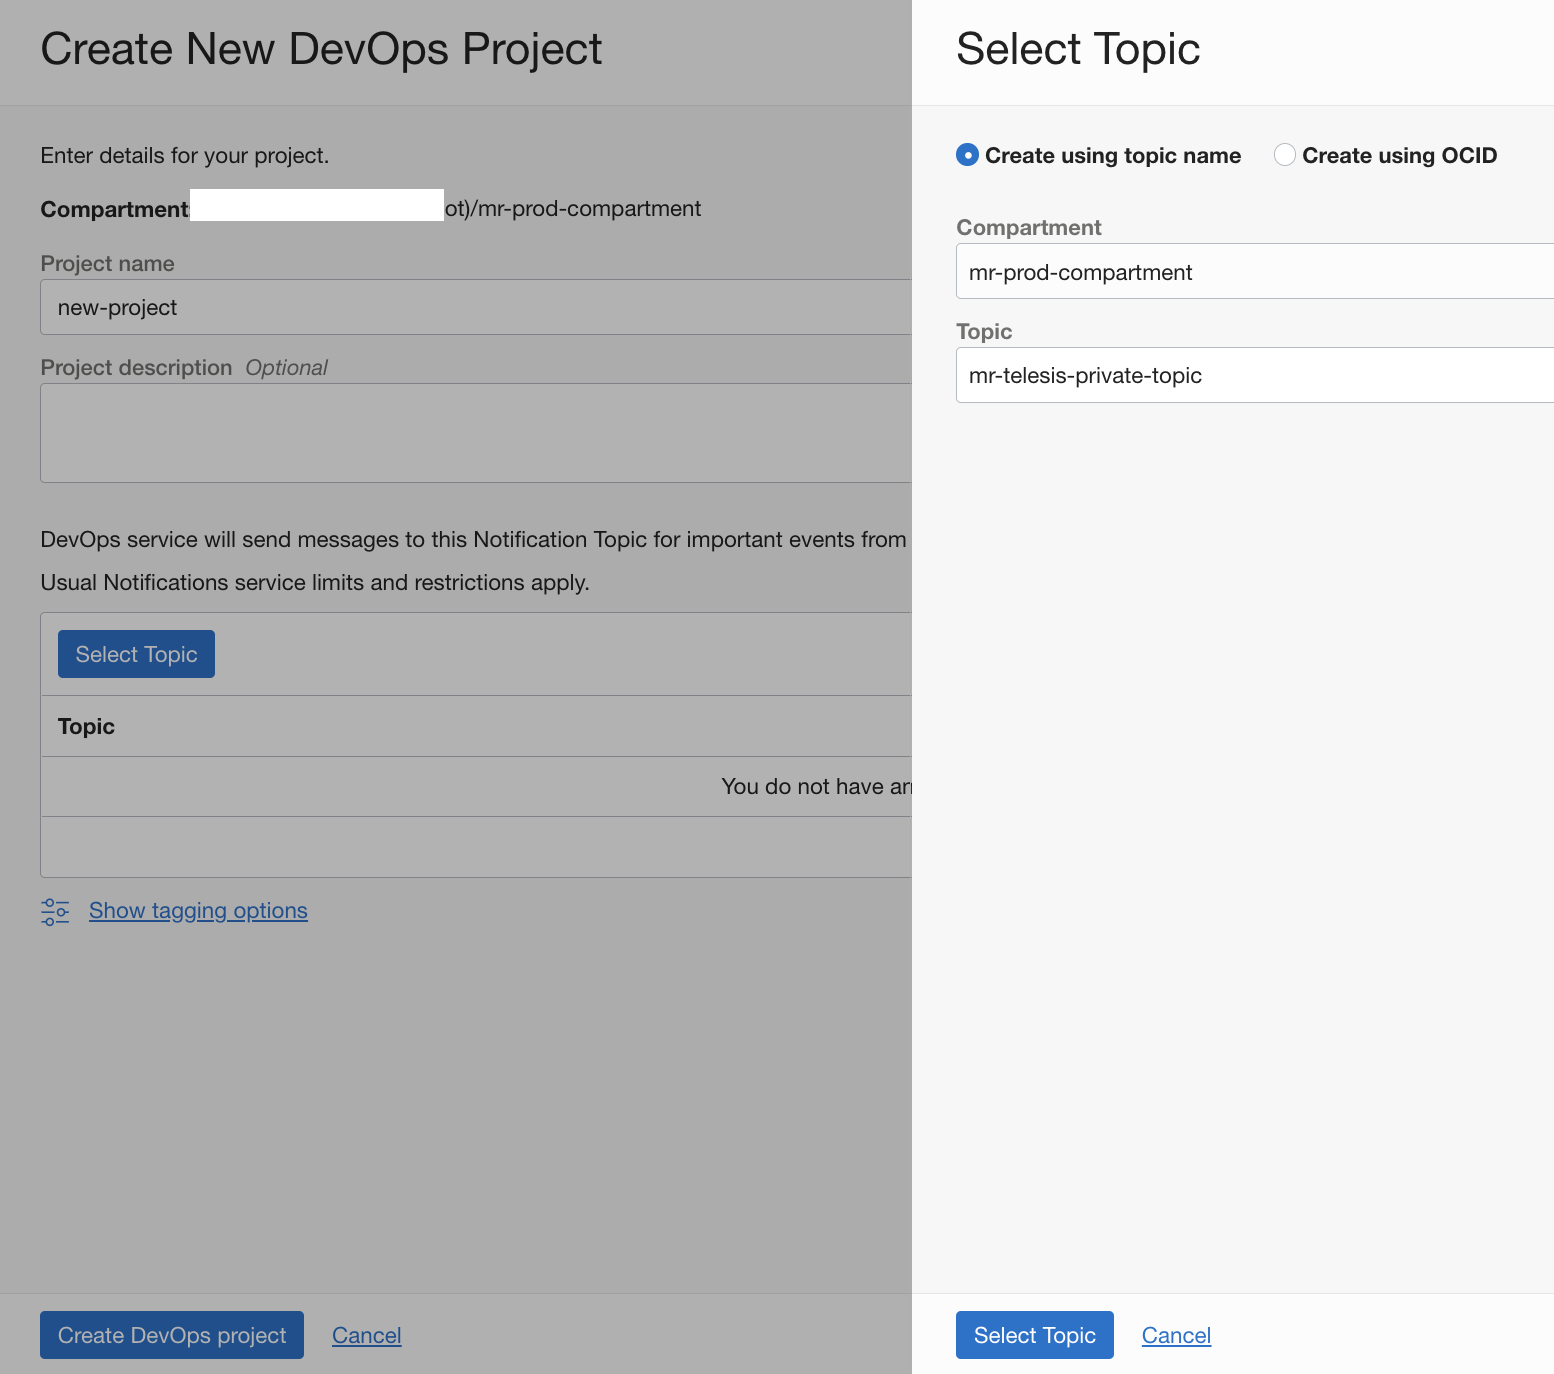 Create New DevOps Project
Enter details for your project.
Compartment: ot)/mr-prod-compartment
Project name
new-project
Project description Optional
DevOps service will send messages to this Notification Topic for important events from
Usual Notifications service limits and restrictions apply.
Select Topic
Topic
You do not have
Show tagging options
Create DevOps project Cancel
Select Topic
Create using topic name Create using OCID
Compartment
mr-prod-compartment
Topic
mr-telesis-private-topic
Select Topic Cancel